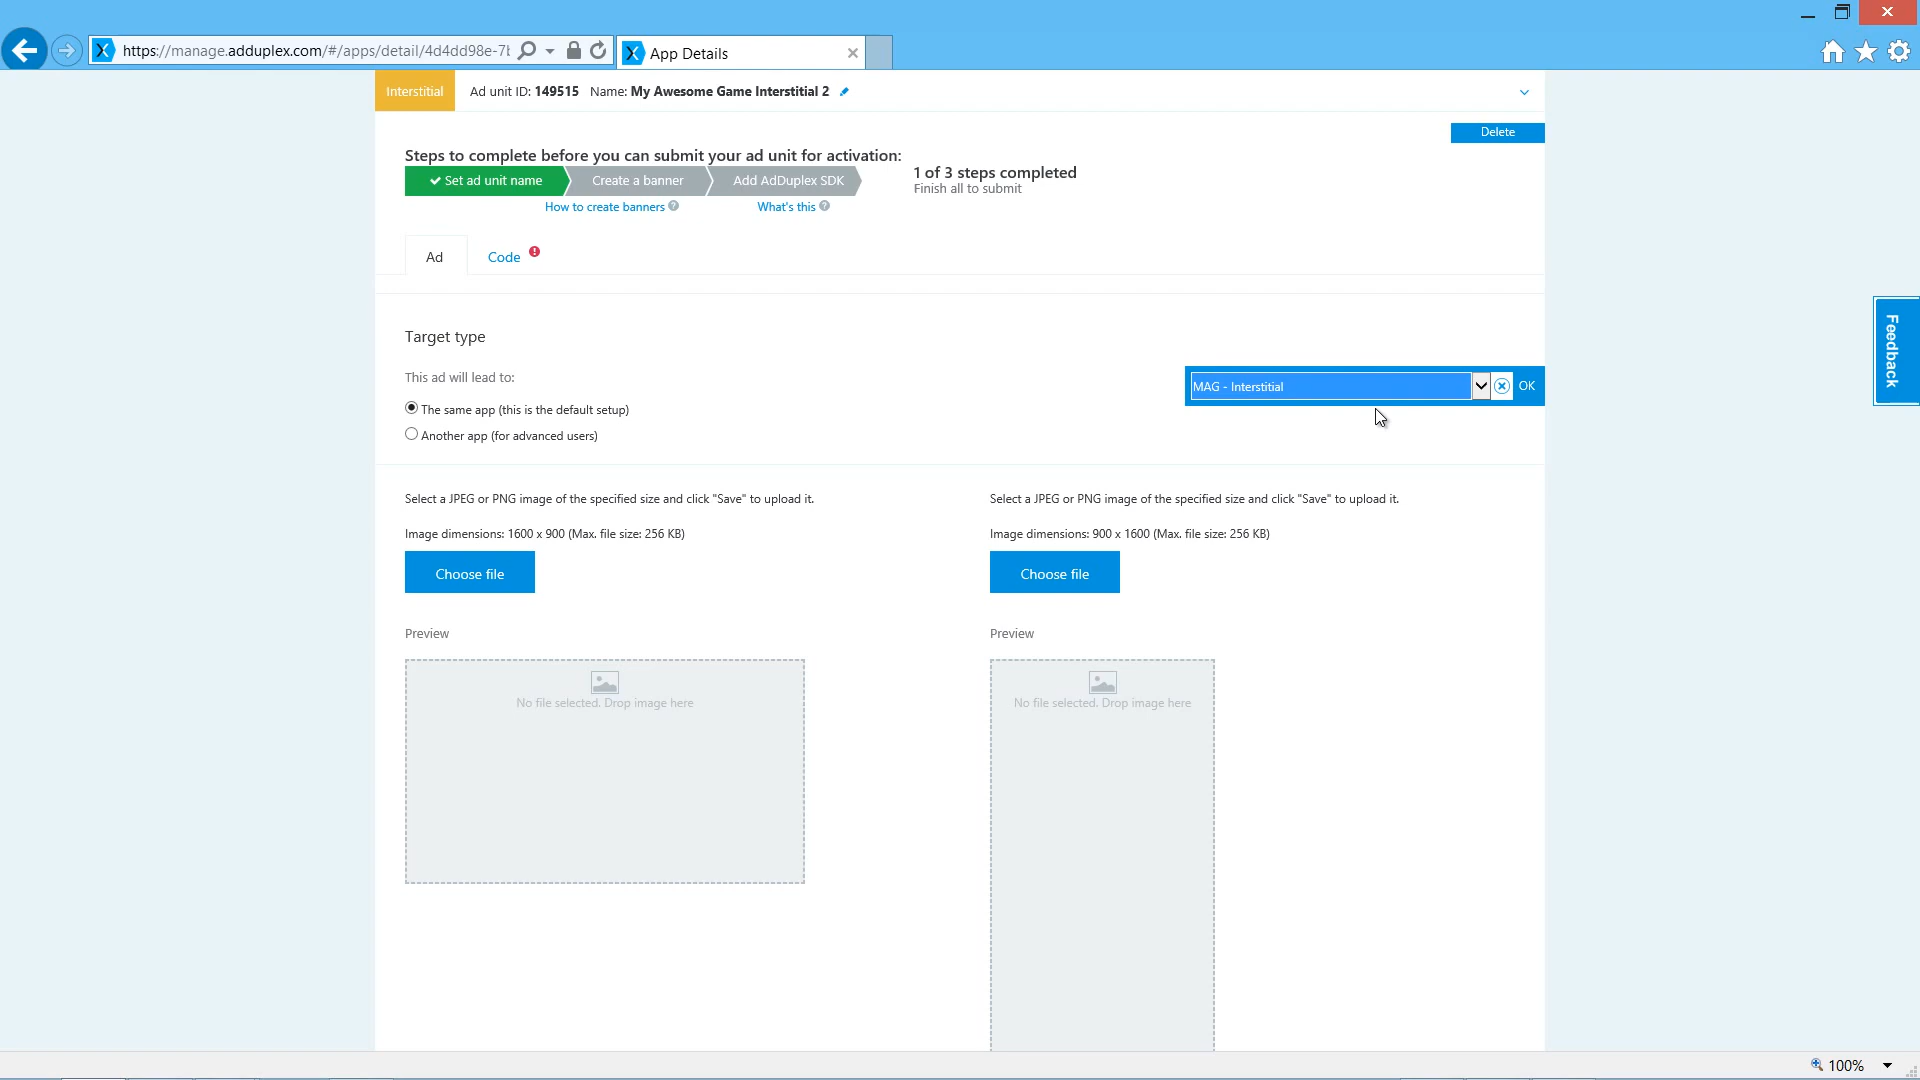 https://manage.adduplex.com/#/apps/detail/4d4dd98e-7b
App Details
Interstitial
Ad unit ID: 149515 Name: My Awesome Game Interstitial 2
Delete
Steps to complete before you can submit your ad unit for activation:
Set ad unit name
Create a banner
Add AdDuplex SDK
1 of 3 steps completed
Finish all to submit
How to create banners ?
What's this ?
Ad
Code !
Feedback
Target type
This ad will lead to:
The same app (this is the default setup)
Another app (for advanced users)
MAG - Interstitial
OK
Select a JPEG or PNG image of the specified size and click "Save" to upload it.
Image dimensions: 1600 x 900 (Max. file size: 256 KB)
Choose file
Preview
No file selected. Drop image here
Select a JPEG or PNG image of the specified size and click "Save" to upload it.
Image dimensions: 900 x 1600 (Max. file size: 256 KB)
Choose file
Preview
No file selected. Drop image here
100%